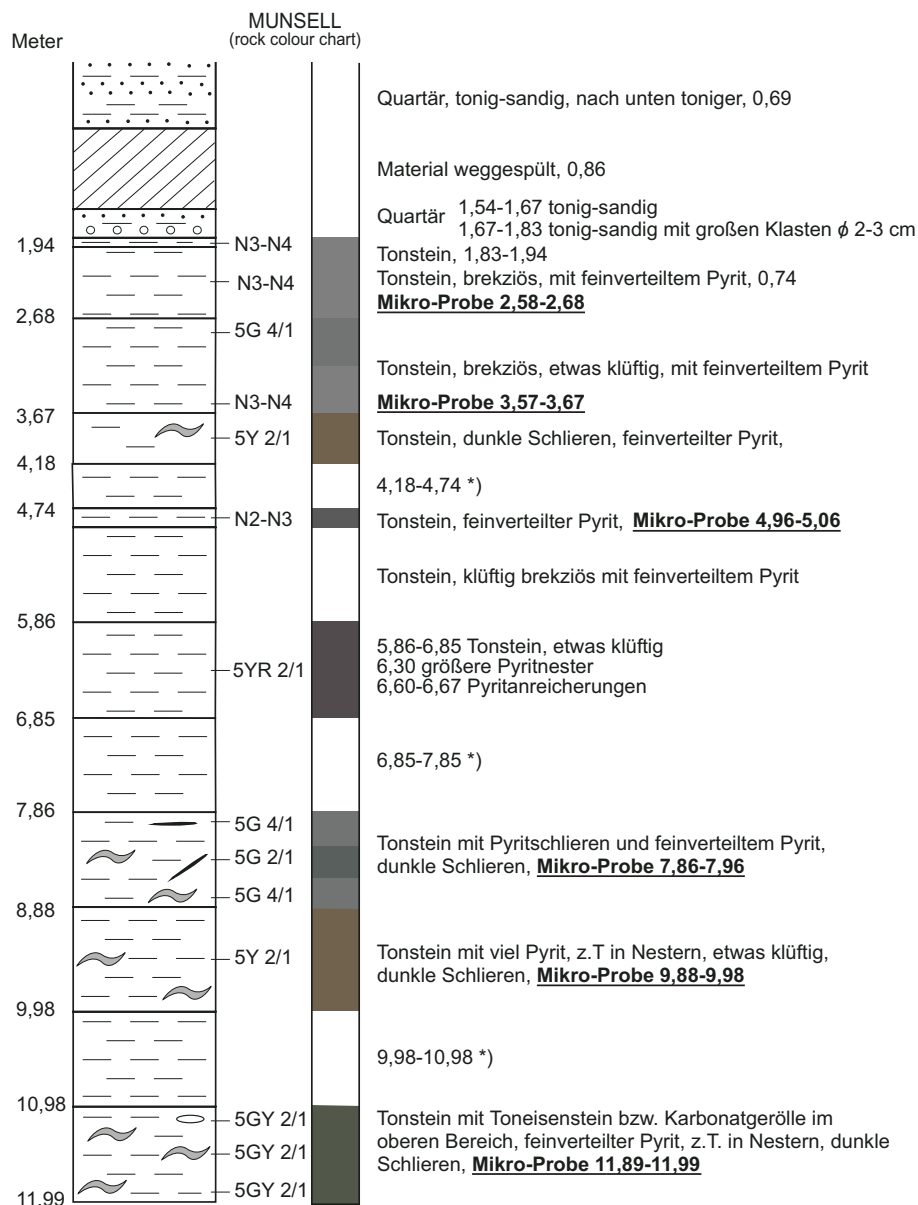 MUNSELL
(rock colour chart)
Meter
Quartär, tonig-sandig, nach unten toniger, 0,69
Material weggespült, 0,86
Quartär 1,54-1,67 tonig-sandig
1,67-1,83 tonig-sandig mit großen Klasten ϕ 2-3 cm
1,94
N3-N4
Tonstein, 1,83-1,94
N3-N4
Tonstein, brekziös, mit feinverteiltem Pyrit, 0,74
Mikro-Probe 2,58-2,68
2,68
5G 4/1
Tonstein, brekziös, etwas klüftig, mit feinverteiltem Pyrit
N3-N4
Mikro-Probe 3,57-3,67
3,67
5Y 2/1
Tonstein, dunkle Schlieren, feinverteilter Pyrit,
4,18
4,18-4,74 *)
4,74
N2-N3
Tonstein, feinverteilter Pyrit, Mikro-Probe 4,96-5,06
Tonstein, klüftig brekziös mit feinverteiltem Pyrit
5,86
5,86-6,85 Tonstein, etwas klüftig
5YR 2/1
6,30 größere Pyritnester
6,60-6,67 Pyritanreicherungen
6,85
6,85-7,85 *)
7,86
5G 4/1
Tonstein mit Pyritschlieren und feinverteiltem Pyrit,
5G 2/1
dunkle Schlieren, Mikro-Probe 7,86-7,96
5G 4/1
8,88
Tonstein mit viel Pyrit, z.T in Nestern, etwas klüftig,
5Y 2/1
dunkle Schlieren, Mikro-Probe 9,88-9,98
9,98
9,98-10,98 *)
10,98
5GY 2/1
Tonstein mit Toneisenstein bzw. Karbonatgerölle im
oberen Bereich, feinverteilter Pyrit, z.T. in Nestern, dunkle
5GY 2/1
Schlieren, Mikro-Probe 11,89-11,99
5GY 2/1
11,99